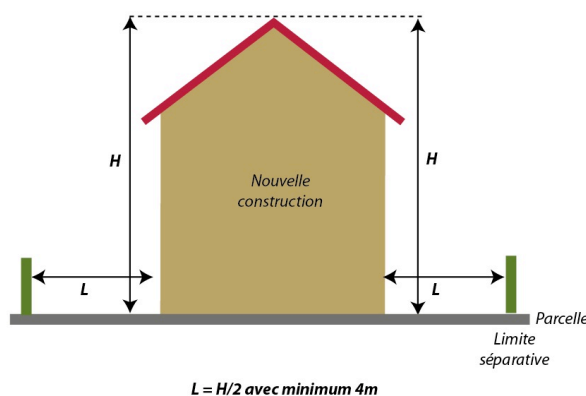 H
H
Nouvelle
construction
L
L
Parcelle
Limite
séparative
L = H/2 avec minimum 4m